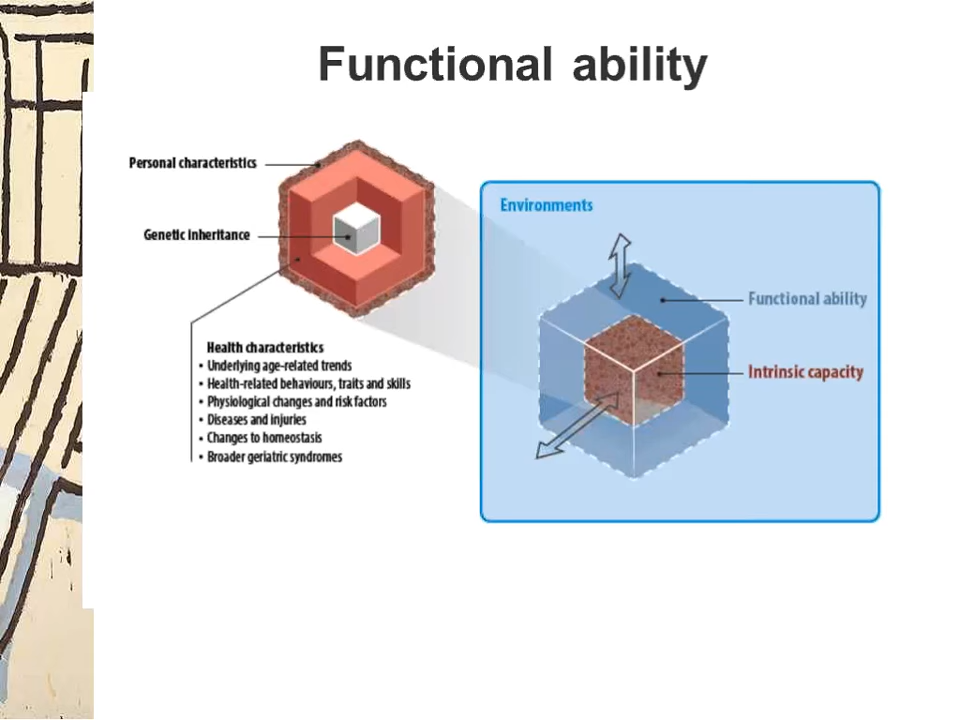 Functional ability
Personal characteristics
Genetic inheritance
Health characteristics
• Underlying age-related trends
• Health-related behaviours, traits and skills
• Physiological changes and risk factors
• Diseases and injuries
• Changes to homeostasis
• Broader geriatric syndromes
Environments
Functional ability
Intrinsic capacity